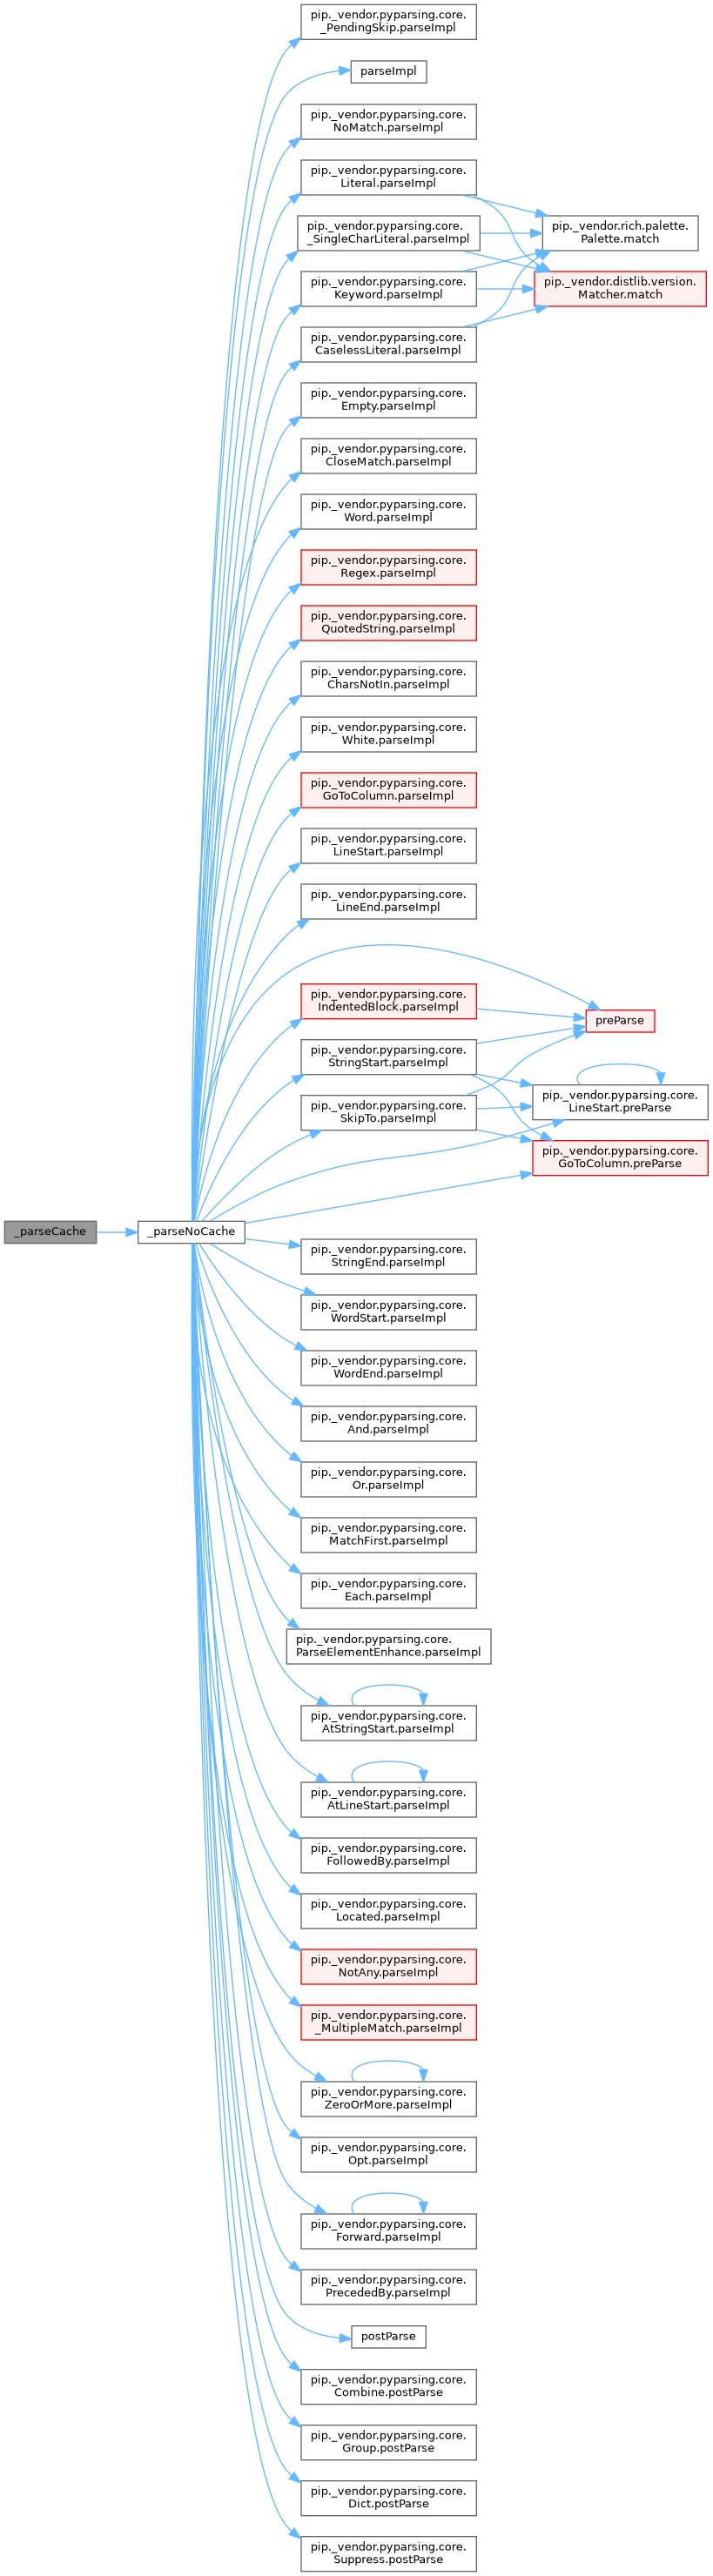 pip._vendor.pyparsing.core.
_PendingSkip.parseImpl
parseImpl
pip._vendor.pyparsing.core.
NoMatch.parseImpl
pip._vendor.pyparsing.core.
Literal.parseImpl
pip._vendor.rich.palette.
Palette.match
pip._vendor.pyparsing.core.
_SingleCharLiteral.parseImpl
pip._vendor.distlib.version.
Matcher.match
pip._vendor.pyparsing.core.
Keyword.parseImpl
pip._vendor.pyparsing.core.
CaselessLiteral.parseImpl
pip._vendor.pyparsing.core.
Empty.parseImpl
pip._vendor.pyparsing.core.
CloseMatch.parseImpl
pip._vendor.pyparsing.core.
Word.parseImpl
pip._vendor.pyparsing.core.
Regex.parseImpl
pip._vendor.pyparsing.core.
QuotedString.parseImpl
pip._vendor.pyparsing.core.
CharsNotIn.parseImpl
pip._vendor.pyparsing.core.
White.parseImpl
pip._vendor.pyparsing.core.
GoToColumn.parseImpl
pip._vendor.pyparsing.core.
LineStart.parseImpl
pip._vendor.pyparsing.core.
LineEnd.parseImpl
pip._vendor.pyparsing.core.
IndentedBlock.parseImpl
preParse
pip._vendor.pyparsing.core.
StringStart.parseImpl
pip._vendor.pyparsing.core.
LineStart.preParse
pip._vendor.pyparsing.core.
SkipTo.parseImpl
pip._vendor.pyparsing.core.
GoToColumn.preParse
_parseCache
_parseNoCache
pip._vendor.pyparsing.core.
StringEnd.parseImpl
pip._vendor.pyparsing.core.
WordStart.parseImpl
pip._vendor.pyparsing.core.
WordEnd.parseImpl
pip._vendor.pyparsing.core.
And.parseImpl
pip._vendor.pyparsing.core.
Or.parseImpl
pip._vendor.pyparsing.core.
MatchFirst.parseImpl
pip._vendor.pyparsing.core.
Each.parseImpl
pip._vendor.pyparsing.core.
ParseElementEnhance.parseImpl
pip._vendor.pyparsing.core.
AtStringStart.parseImpl
pip._vendor.pyparsing.core.
AtLineStart.parseImpl
pip._vendor.pyparsing.core.
FollowedBy.parseImpl
pip._vendor.pyparsing.core.
Located.parseImpl
pip._vendor.pyparsing.core.
NotAny.parseImpl
pip._vendor.pyparsing.core.
_MultipleMatch.parseImpl
pip._vendor.pyparsing.core.
ZeroOrMore.parseImpl
pip._vendor.pyparsing.core.
Opt.parseImpl
pip._vendor.pyparsing.core.
Forward.parseImpl
pip._vendor.pyparsing.core.
PrecededBy.parseImpl
postParse
pip._vendor.pyparsing.core.
Combine.postParse
pip._vendor.pyparsing.core.
Group.postParse
pip._vendor.pyparsing.core.
Dict.postParse
pip._vendor.pyparsing.core.
Suppress.postParse